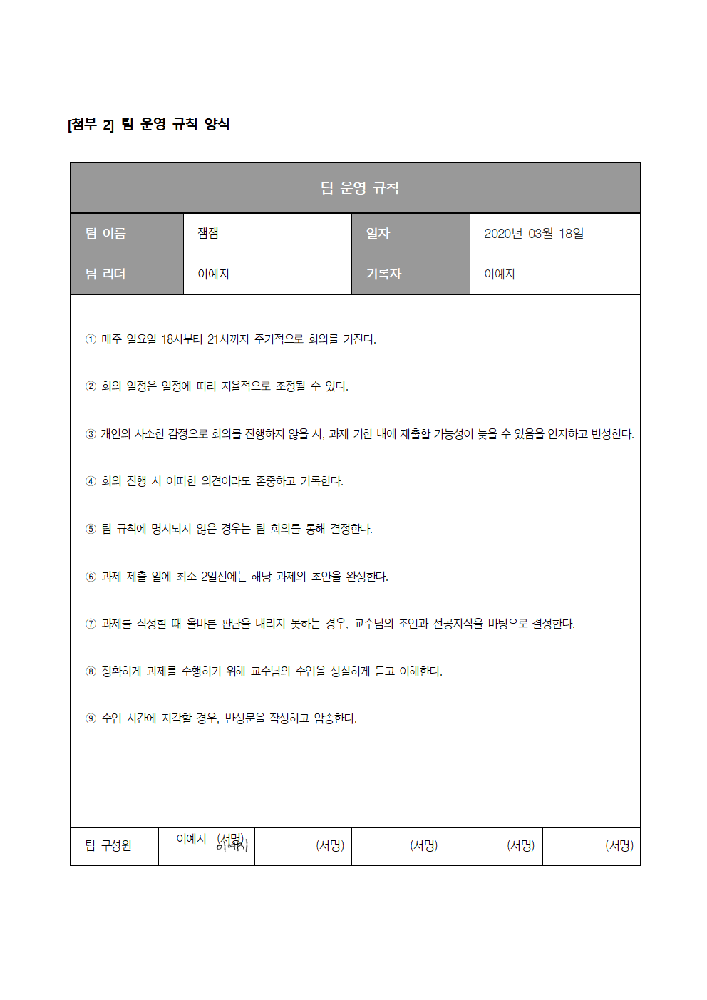 [첨부 2] 팀 운영 규칙 양식
팀 운영 규칙
팀 이름 잼잼 일자 2020년 03월 18일
팀 리더 이예지 기록자 이예지
① 매주 일요일 18시부터 21시까지 주기적으로 회의를 가진다.
② 회의 일정은 일정에 따라 자율적으로 조정될 수 있다.
③ 개인의 사소한 감정으로 회의를 진행하지 않을 시, 과제 기한 내에 제출할 가능성이 늦을 수 있음을 인지하고 반성한다.
④ 회의 진행 시 어떠한 의견이라도 존중하고 기록한다.
⑤ 팀 규칙에 명시되지 않은 경우는 팀 회의를 통해 결정한다.
⑥ 과제 제출 일에 최소 2일전에는 해당 과제의 초안을 완성한다.
⑦ 과제를 작성할 때 올바른 판단을 내리지 못하는 경우, 교수님의 조언과 전공지식을 바탕으로 결정한다.
⑧ 정확하게 과제를 수행하기 위해 교수님의 수업을 성실하게 듣고 이해한다.
⑨ 수업 시간에 지각할 경우, 반성문을 작성하고 암송한다.
팀 구성원 이예지 (서명) (서명) (서명) (서명) (서명)
이예지